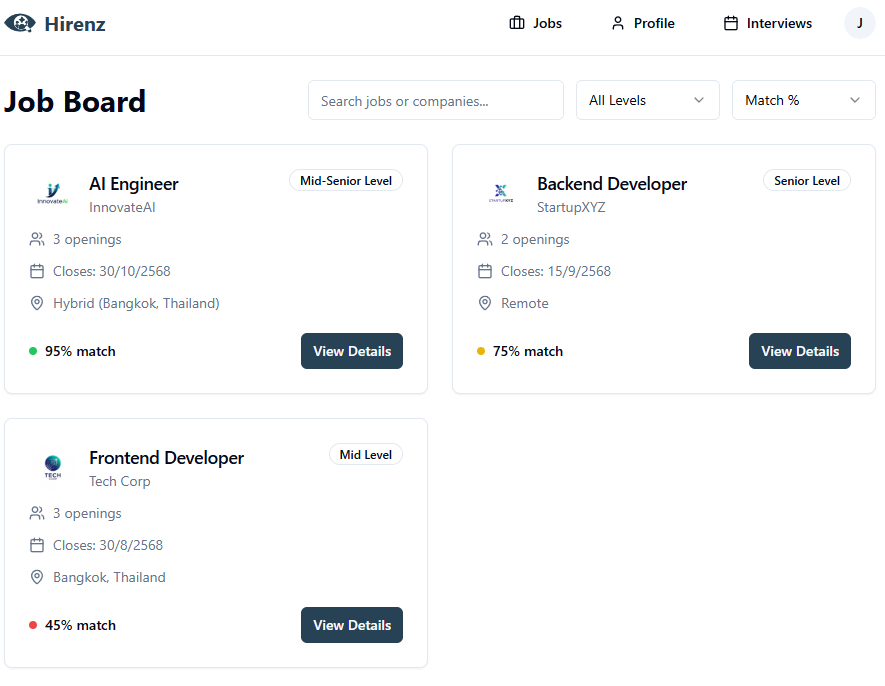 Hirenz
Jobs
Profile
Interviews
J
Job Board
Search jobs or companies...
All Levels
Match %
AI Engineer
Mid-Senior Level
InnovateAI
InnovateAI
3 openings
Closes: 30/10/2568
Hybrid (Bangkok, Thailand)
95% match
View Details
Backend Developer
Senior Level
StartupXYZ
2 openings
Closes: 15/9/2568
Remote
75% match
View Details
Frontend Developer
Mid Level
TECH
Tech Corp
3 openings
Closes: 30/8/2568
Bangkok, Thailand
45% match
View Details